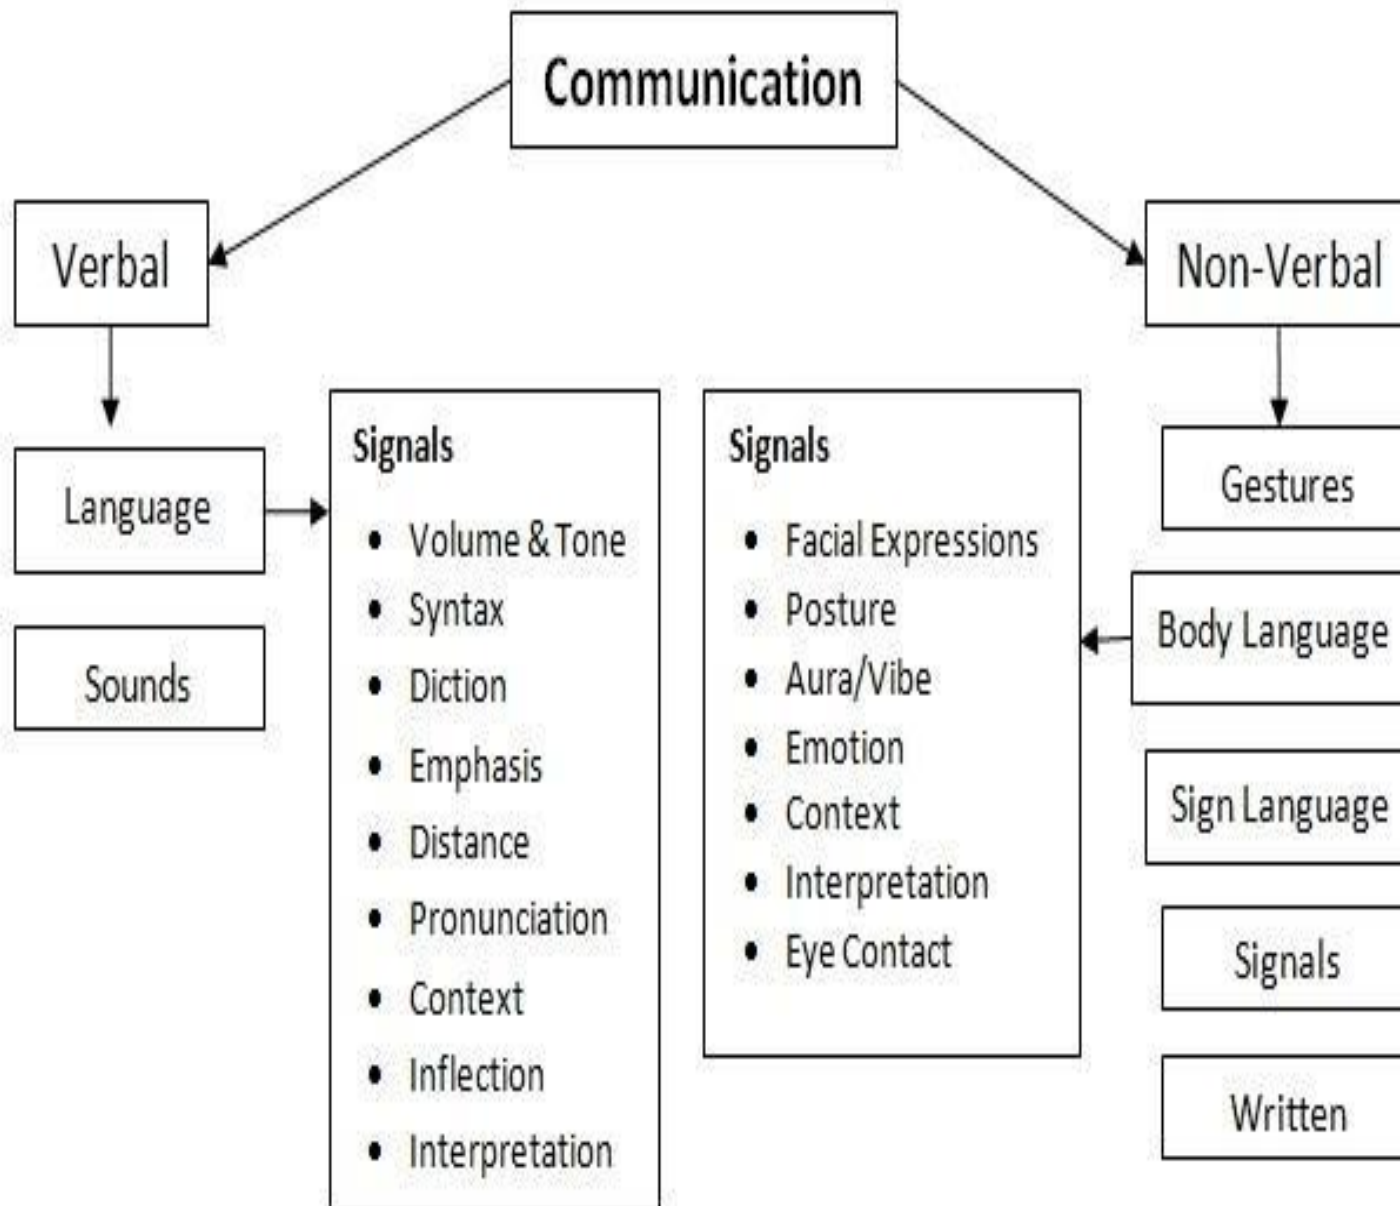 Communication
Verbal
Non-Verbal
Language
Sounds
Signals
• Volume & Tone
• Syntax
• Diction
• Emphasis
• Distance
• Pronunciation
• Context
• Inflection
• Interpretation
Signals
• Facial Expressions
• Posture
• Aura/Vibe
• Emotion
• Context
• Interpretation
• Eye Contact
Gestures
Body Language
Sign Language
Signals
Written